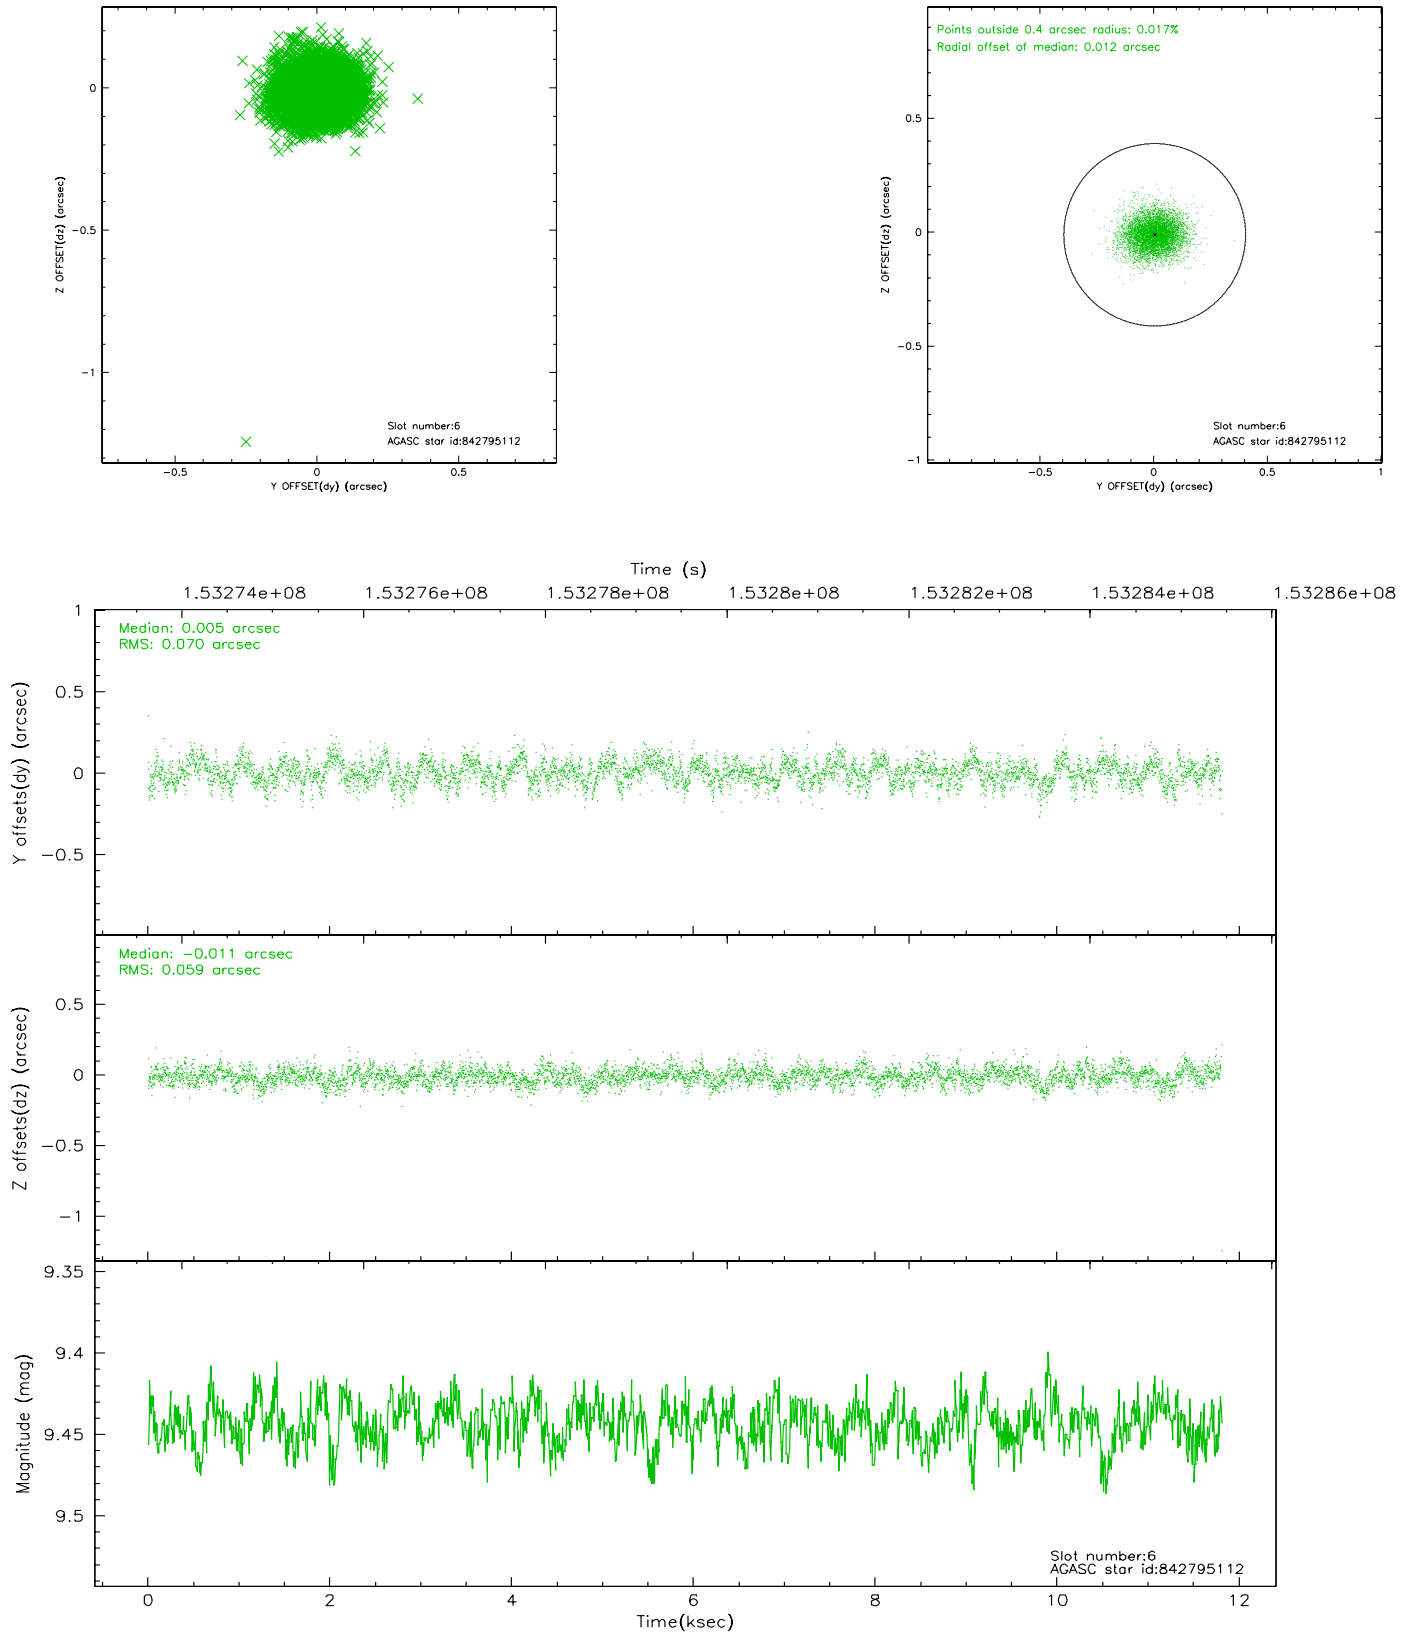 0
-0.5
-1
Z OFFSET(dz) (arcsec)
Slot number:6
AGASC star id:842795112
-0.5 0 0.5
Y OFFSET(dy) (arcsec)
Points outside 0.4 arcsec radius: 0.017%
Radial offset of median: 0.012 arcsec
0.5
0
-0.5
-1
Z OFFSET(dz) (arcsec)
Slot number:6
AGASC star id:842795112
-0.5 0 0.5 1
Y OFFSET(dy) (arcsec)
Time (s)
1.53274e+08 1.53276e+08 1.53278e+08 1.5328e+08 1.53282e+08 1.53284e+08 1.53286e+08
Median: 0.005 arcsec
RMS: 0.070 arcsec
1
0.5
0
-0.5
Y offsets(dy) (arcsec)
Median: -0.011 arcsec
RMS: 0.059 arcsec
0.5
0
-0.5
-1
Z offsets(dz) (arcsec)
9.35
9.4
9.45
9.5
Magnitude (mag)
Slot number:6
AGASC star id:842795112
0 2 4 6 8 10 12
Time(ksec)